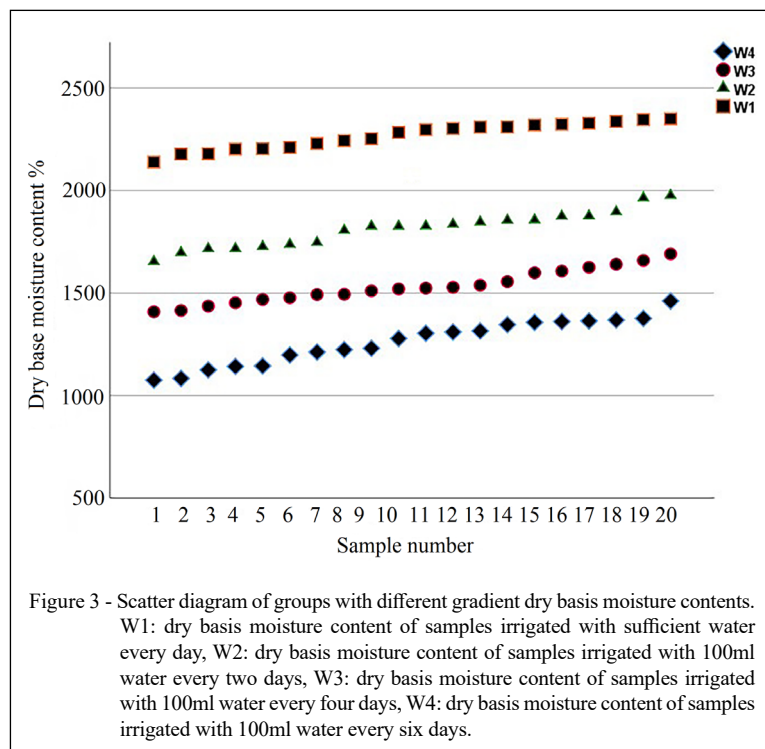 W4
W3
W2
W1
2500
2000
1500
1000
500
Dry base moisture content %
1 2 3 4 5 6 7 8 9 10 11 12 13 14 15 16 17 18 19 20
Sample number
Figure 3 - Scatter diagram of groups with different gradient dry basis moisture contents.
W1: dry basis moisture content of samples irrigated with sufficient water
every day, W2: dry basis moisture content of samples irrigated with 100ml
water every two days, W3: dry basis moisture content of samples irrigated
with 100ml water every four days, W4: dry basis moisture content of samples
irrigated with 100ml water every six days.